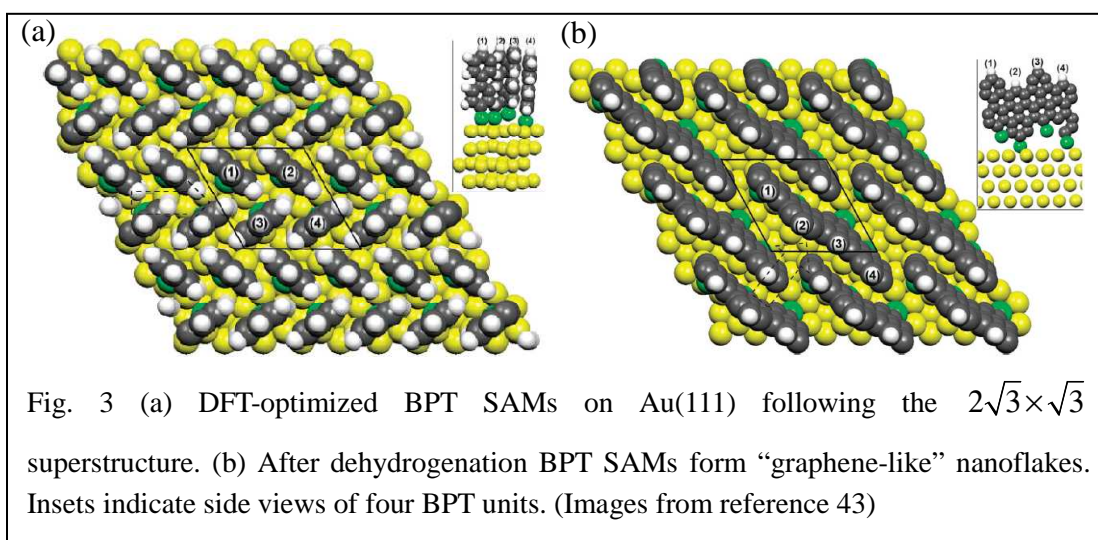 (a)
(1) (2) (3) (4)
(1) (2)
(3) (4)
(b)
(1) (2) (3) (4)
(1)
(2)
(3)
(4)
Fig. 3 (a) DFT-optimized BPT SAMs on Au(111) following the 2√3×√3
superstructure. (b) After dehydrogenation BPT SAMs form “graphene-like” nanoflakes.
Insets indicate side views of four BPT units. (Images from reference 43)